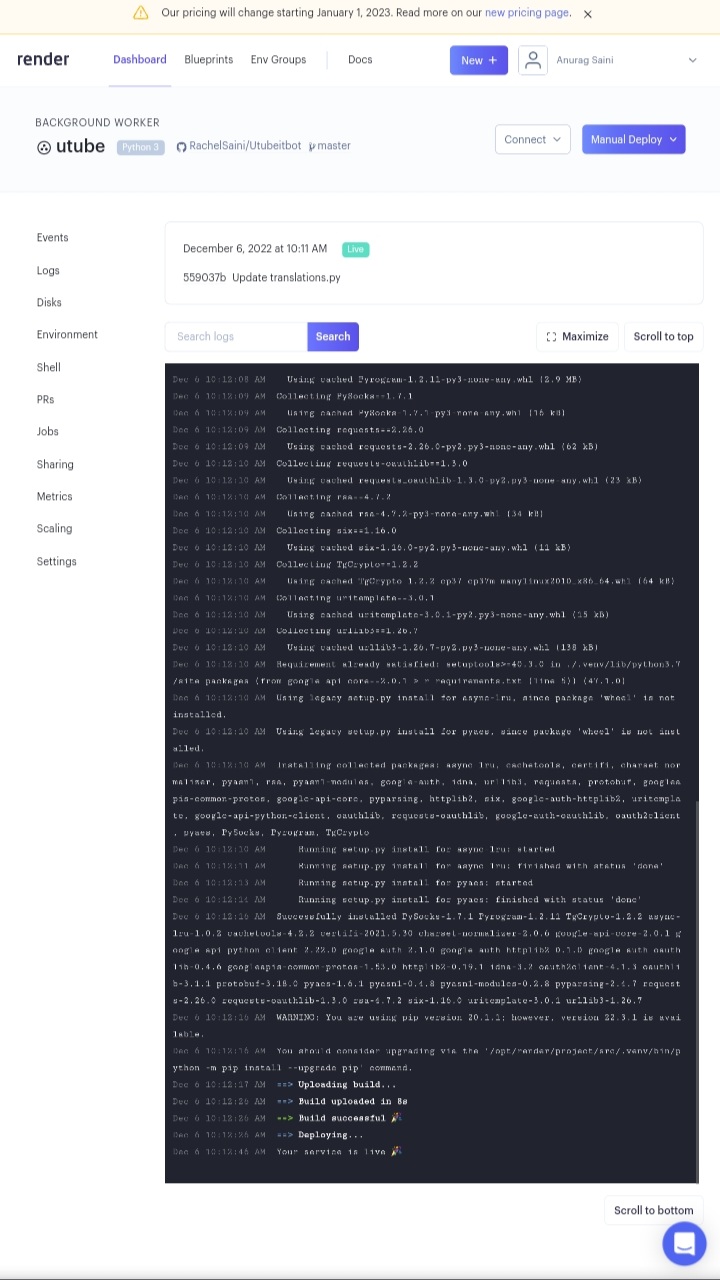 Our pricing will change starting January 1, 2023. Read more on our new pricing page.
render
Dashboard
Blueprints
Env Groups
Docs
New +
Anurag Saini
BACKGROUND WORKER
utube
Python 3
RachelSaini/Utubeitbot
master
Connect
Manual Deploy
Events
Logs
Disks
Environment
Shell
PRs
Jobs
Sharing
Metrics
Scaling
Settings
December 6, 2022 at 10:11 AM
Live
559037b Update translations.py
Search logs
Search
Maximize
Scroll to top
Dec 6 10:12:08 AM Using cached Pyrogram-1.2.11-py3-none-any.whl (2.9 MB)
Dec 6 10:12:09 AM Collecting PySocks==1.7.1
Dec 6 10:12:09 AM Using cached PySocks-1.7.1-py3-none-any.whl (16 kB)
Dec 6 10:12:09 AM Collecting requests==2.26.0
Dec 6 10:12:09 AM Using cached requests-2.26.0-py2.py3-none-any.whl (62 kB)
Dec 6 10:12:10 AM Collecting requests-oauthlib==1.3.0
Dec 6 10:12:10 AM Using cached requests_oauthlib-1.3.0-py2.py3-none-any.whl (23 kB)
Dec 6 10:12:10 AM Collecting rsa==4.7.2
Dec 6 10:12:10 AM Using cached rsa-4.7.2-py3-none-any.whl (34 kB)
Dec 6 10:12:10 AM Collecting six==1.16.0
Dec 6 10:12:10 AM Using cached six-1.16.0-py2.py3-none-any.whl (11 kB)
Dec 6 10:12:10 AM Collecting TgCrypto==1.2.2
Dec 6 10:12:10 AM Using cached TgCrypto-1.2.2-cp37-cp37m-manylinux2010_x86_64.whl (64 kB)
Dec 6 10:12:10 AM Collecting uritemplate==3.0.1
Dec 6 10:12:10 AM Using cached uritemplate-3.0.1-py2.py3-none-any.whl (15 kB)
Dec 6 10:12:10 AM Collecting urllib3==1.26.7
Dec 6 10:12:10 AM Using cached urllib3-1.26.7-py2.py3-none-any.whl (138 kB)
Dec 6 10:12:10 AM Requirement already satisfied: setuptools>=40.3.0 in ./.venv/lib/python3.7
/site-packages (from google-api-core==2.0.1->-r requirements.txt (line 5)) (47.1.0)
Dec 6 10:12:10 AM Using legacy setup.py install for async-lru, since package 'wheel' is not
installed.
Dec 6 10:12:10 AM Using legacy setup.py install for pyaes, since package 'wheel' is not inst
alled.
Dec 6 10:12:10 AM Installing collected packages: async-lru, cachetools, certifi, charset-nor
malizer, pyasn1, rsa, pyasn1-modules, google-auth, idna, urllib3, requests, protobuf, googlea
pis-common-protos, google-api-core, pyparsing, httplib2, six, google-auth-httplib2, uritempla
te, google-api-python-client, oauthlib, requests-oauthlib, google-auth-oauthlib, oauth2client
, pyaes, PySocks, Pyrogram, TgCrypto
Dec 6 10:12:10 AM Running setup.py install for async-lru: started
Dec 6 10:12:11 AM Running setup.py install for async-lru: finished with status 'done'
Dec 6 10:12:13 AM Running setup.py install for pyaes: started
Dec 6 10:12:14 AM Running setup.py install for pyaes: finished with status 'done'
Dec 6 10:12:16 AM Successfully installed PySocks-1.7.1 Pyrogram-1.2.11 TgCrypto-1.2.2 async-
lru-1.0.2 cachetools-4.2.2 certifi-2021.5.30 charset-normalizer-2.0.6 google-api-core-2.0.1 g
oogle-api-python-client-2.22.0 google-auth-2.1.0 google-auth-httplib2-0.1.0 google-auth-oauth
lib-0.4.6 googleapis-common-protos-1.53.0 httplib2-0.19.1 idna-3.2 oauth2client-4.1.3 oauthli
b-3.1.1 protobuf-3.18.0 pyaes-1.6.1 pyasn1-0.4.8 pyasn1-modules-0.2.8 pyparsing-2.4.7 request
s-2.26.0 requests-oauthlib-1.3.0 rsa-4.7.2 six-1.16.0 uritemplate-3.0.1 urllib3-1.26.7
Dec 6 10:12:16 AM WARNING: You are using pip version 20.1.1; however, version 22.3.1 is avai
lable.
Dec 6 10:12:16 AM You should consider upgrading via the '/opt/render/project/src/.venv/bin/p
ython -m pip install --upgrade pip' command.
Dec 6 10:12:17 AM ==> Uploading build...
Dec 6 10:12:26 AM ==> Build uploaded in 8s
Dec 6 10:12:26 AM ==> Build successful 🎉
Dec 6 10:12:26 AM ==> Deploying...
Dec 6 10:12:46 AM Your service is live 🎉
Scroll to bottom